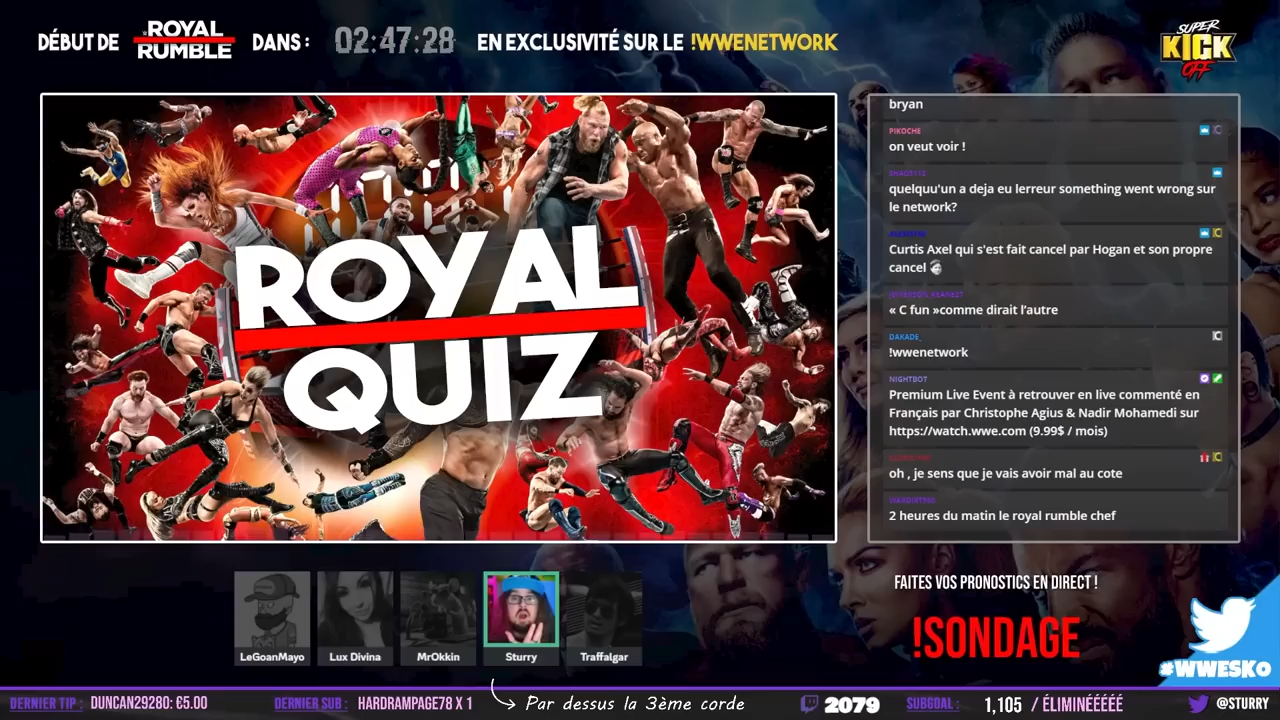 DÉBUT DE ROYAL RUMBLE DANS : 02:47:28 EN EXCLUSIVITÉ SUR LE !WWENETWORK
SUPER
KICK
OFF
ROYAL
QUIZ
bryan
PIKOCHE
on veut voir !
quelquu'un a deja eu lerreur something went wrong sur
le network?
Curtis Axel qui s'est fait cancel par Hogan et son propre
cancel
« C fun »comme dirait l’autre
DAKADE_
!wwenetwork
NIGHTBOT
Premium Live Event à retrouver en live commenté en
Français par Christophe Agius & Nadir Mohamedi sur
https://watch.wwe.com (9.99$ / mois)
oh , je sens que je vais avoir mal au cote
2 heures du matin le royal rumble chef
LeGoanMayo
Lux Divina
MrOkkin
Sturry
Traffalgar
FAITES VOS PRONOSTICS EN DIRECT !
!SONDAGE
#WWESKO
DERNIER TIP : DUNCAN29280: €5.00
DERNIER SUB : HARDRAMPAGE78 X 1
Par dessus la 3ème corde
2079
SUBGOAL : 1,105 / ÉLIMINÉÉÉÉÉ
@STURRY